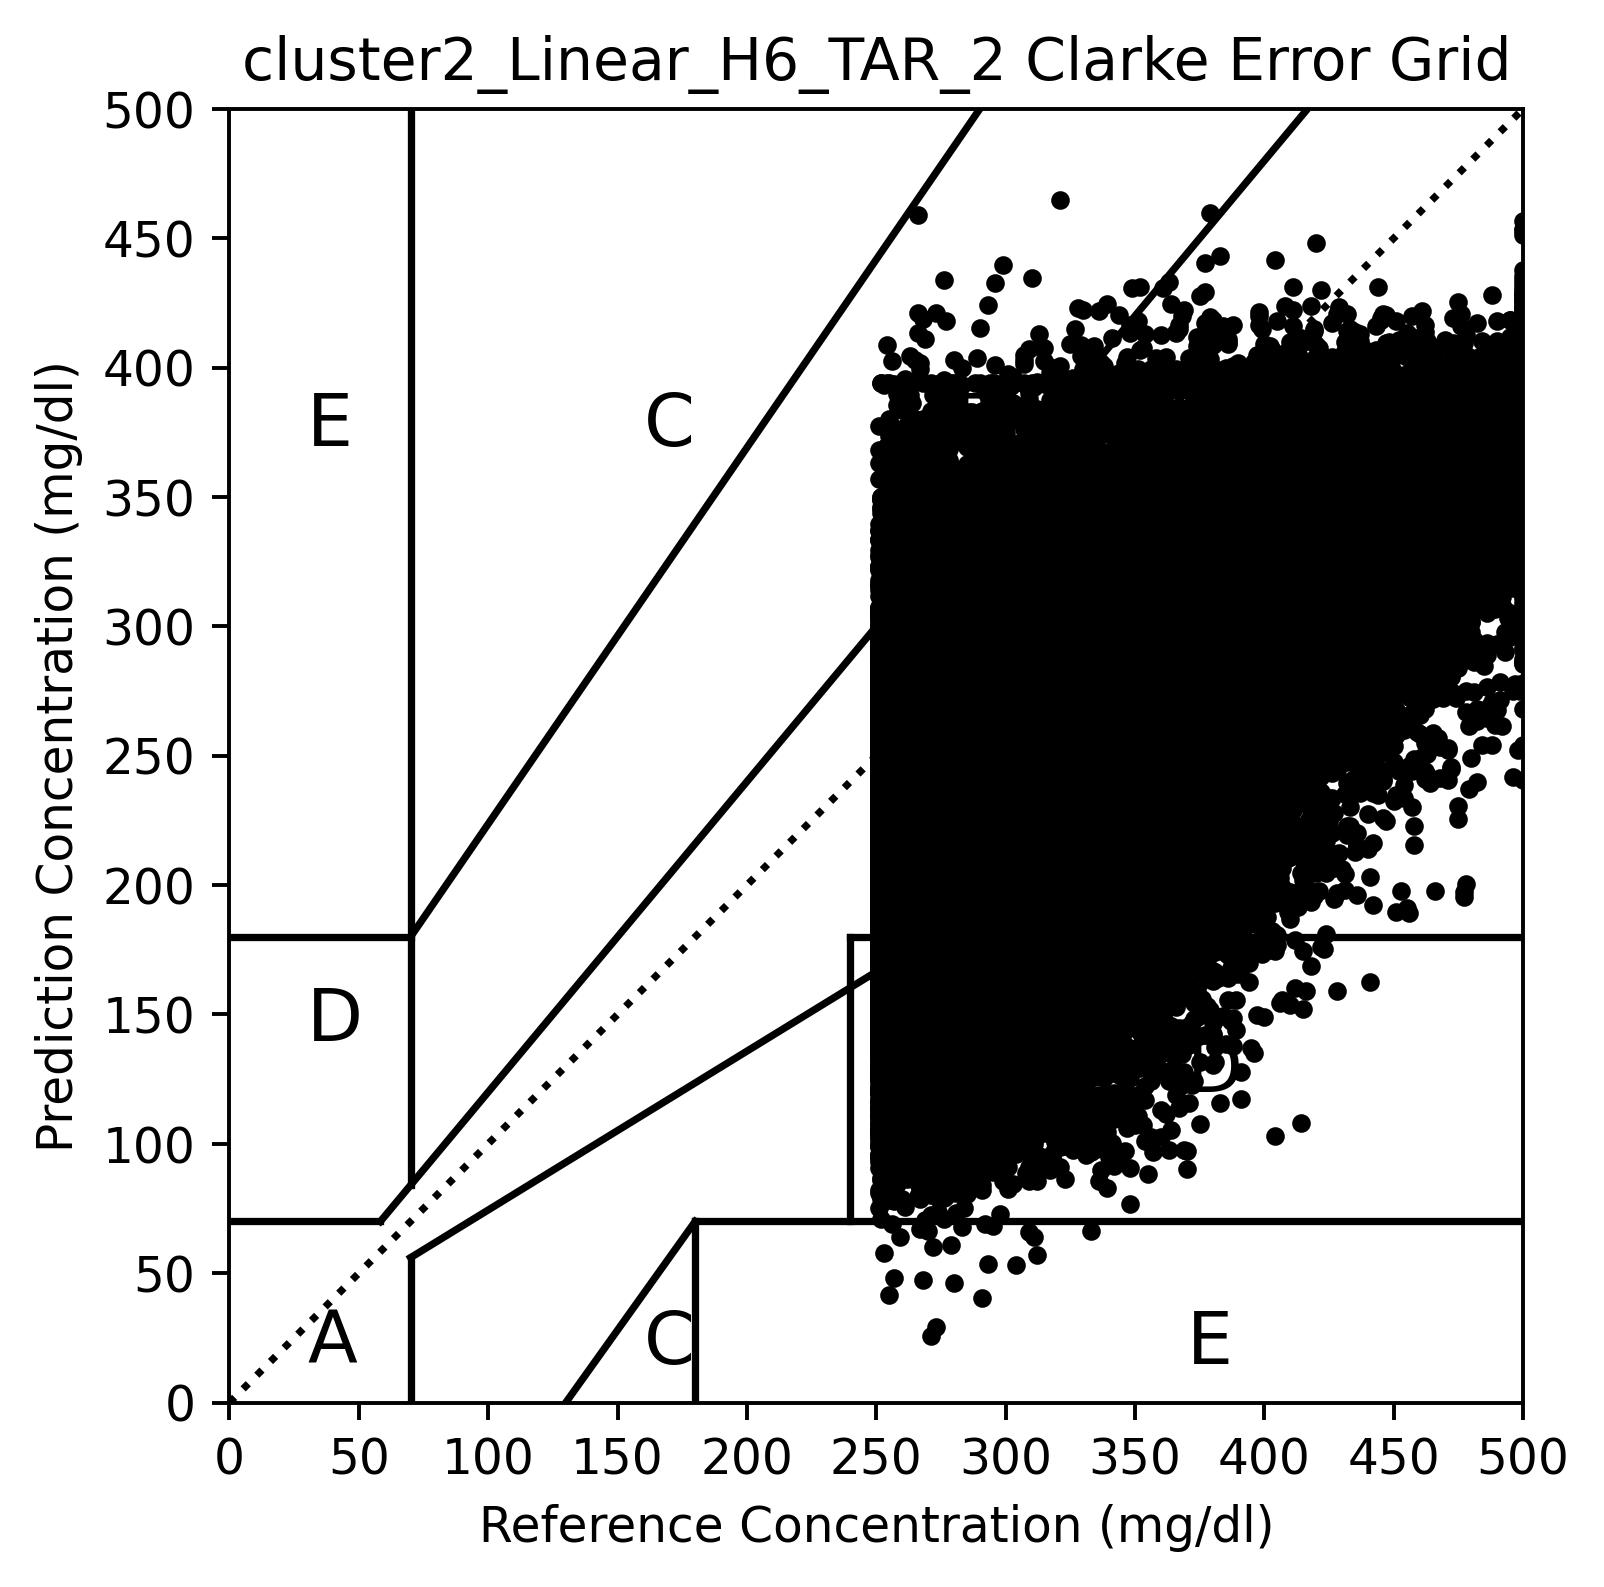 cluster2_Linear_H6_TAR_2 Clarke Error Grid
500
450
400
350
300
250
200
150
100
50
0
Prediction Concentration (mg/dl)
E
C
D
D
A
C
E
0
50
100
150
200
250
300
350
400
450
500
Reference Concentration (mg/dl)